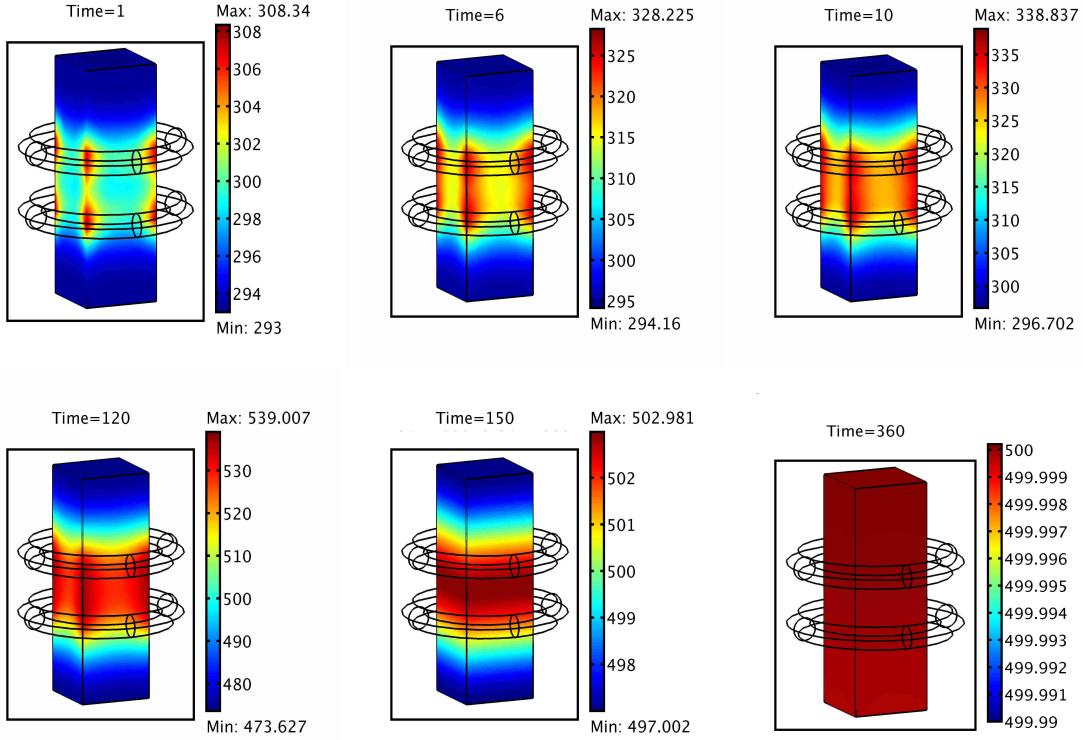 Time=1
Max: 308.34
308
306
304
302
300
298
296
294
Min: 293
Time=6
Max: 328.225
325
320
315
310
305
300
295
Min: 294.16
Time=10
Max: 338.837
335
330
325
320
315
310
305
300
Min: 296.702
Time=120
Max: 539.007
530
520
510
500
490
480
Min: 473.627
Time=150
Max: 502.981
502
501
500
499
498
Min: 497.002
Time=360
500
499.999
499.998
499.997
499.996
499.995
499.994
499.993
499.992
499.991
499.99